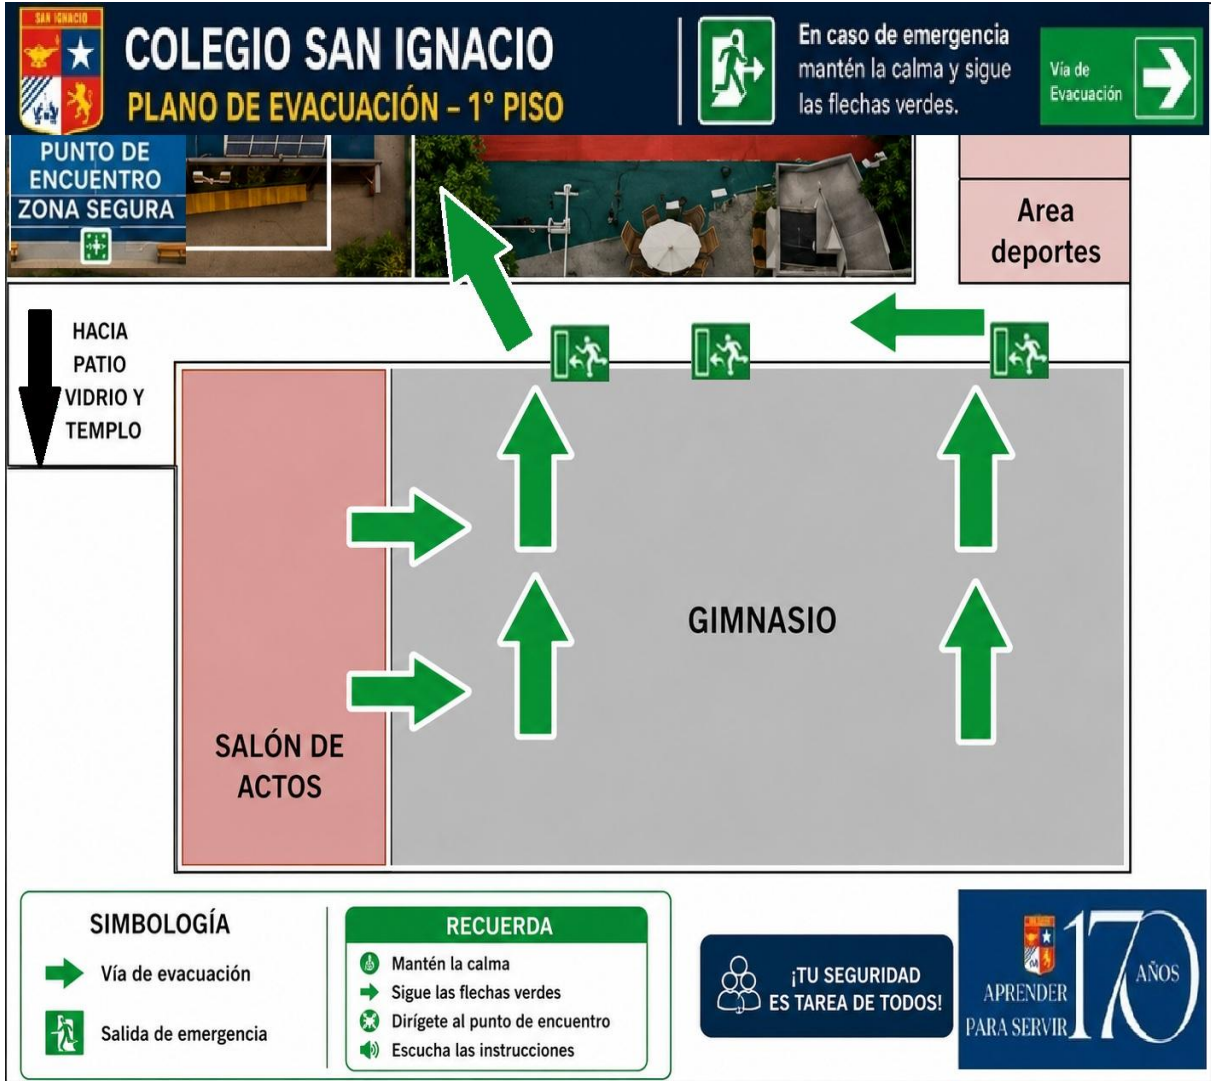 SAN IGNACIO
COLEGIO SAN IGNACIO
PLANO DE EVACUACIÓN – 1° PISO
En caso de emergencia
mantén la calma y sigue
las flechas verdes.
Vía de
Evacuación
PUNTO DE
ENCUENTRO
ZONA SEGURA
Area
deportes
HACIA
PATIO
VIDRIO Y
TEMPLO
GIMNASIO
SALÓN DE
ACTOS
SIMBOLOGÍA
Vía de evacuación
Salida de emergencia
RECUERDA
Mantén la calma
Sigue las flechas verdes
Dirígete al punto de encuentro
Escucha las instrucciones
¡TU SEGURIDAD
ES TAREA DE TODOS!
170
AÑOS
APRENDER
PARA SERVIR